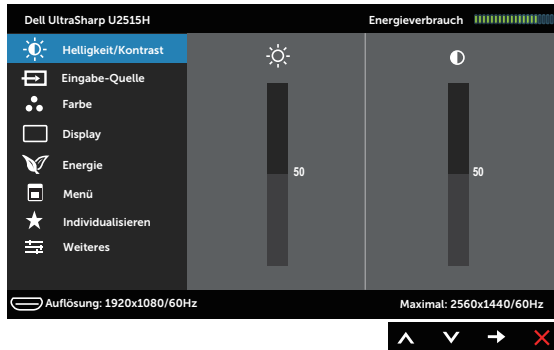 Dell UltraSharp U2515H Energieverbrauch
Helligkeit/Kontrast
Eingabe-Quelle
Farbe
Display
Energie
Menü
Individualisieren
Weiteres
50 50
Auflösung: 1920x1080/60Hz Maximal: 2560x1440/60Hz